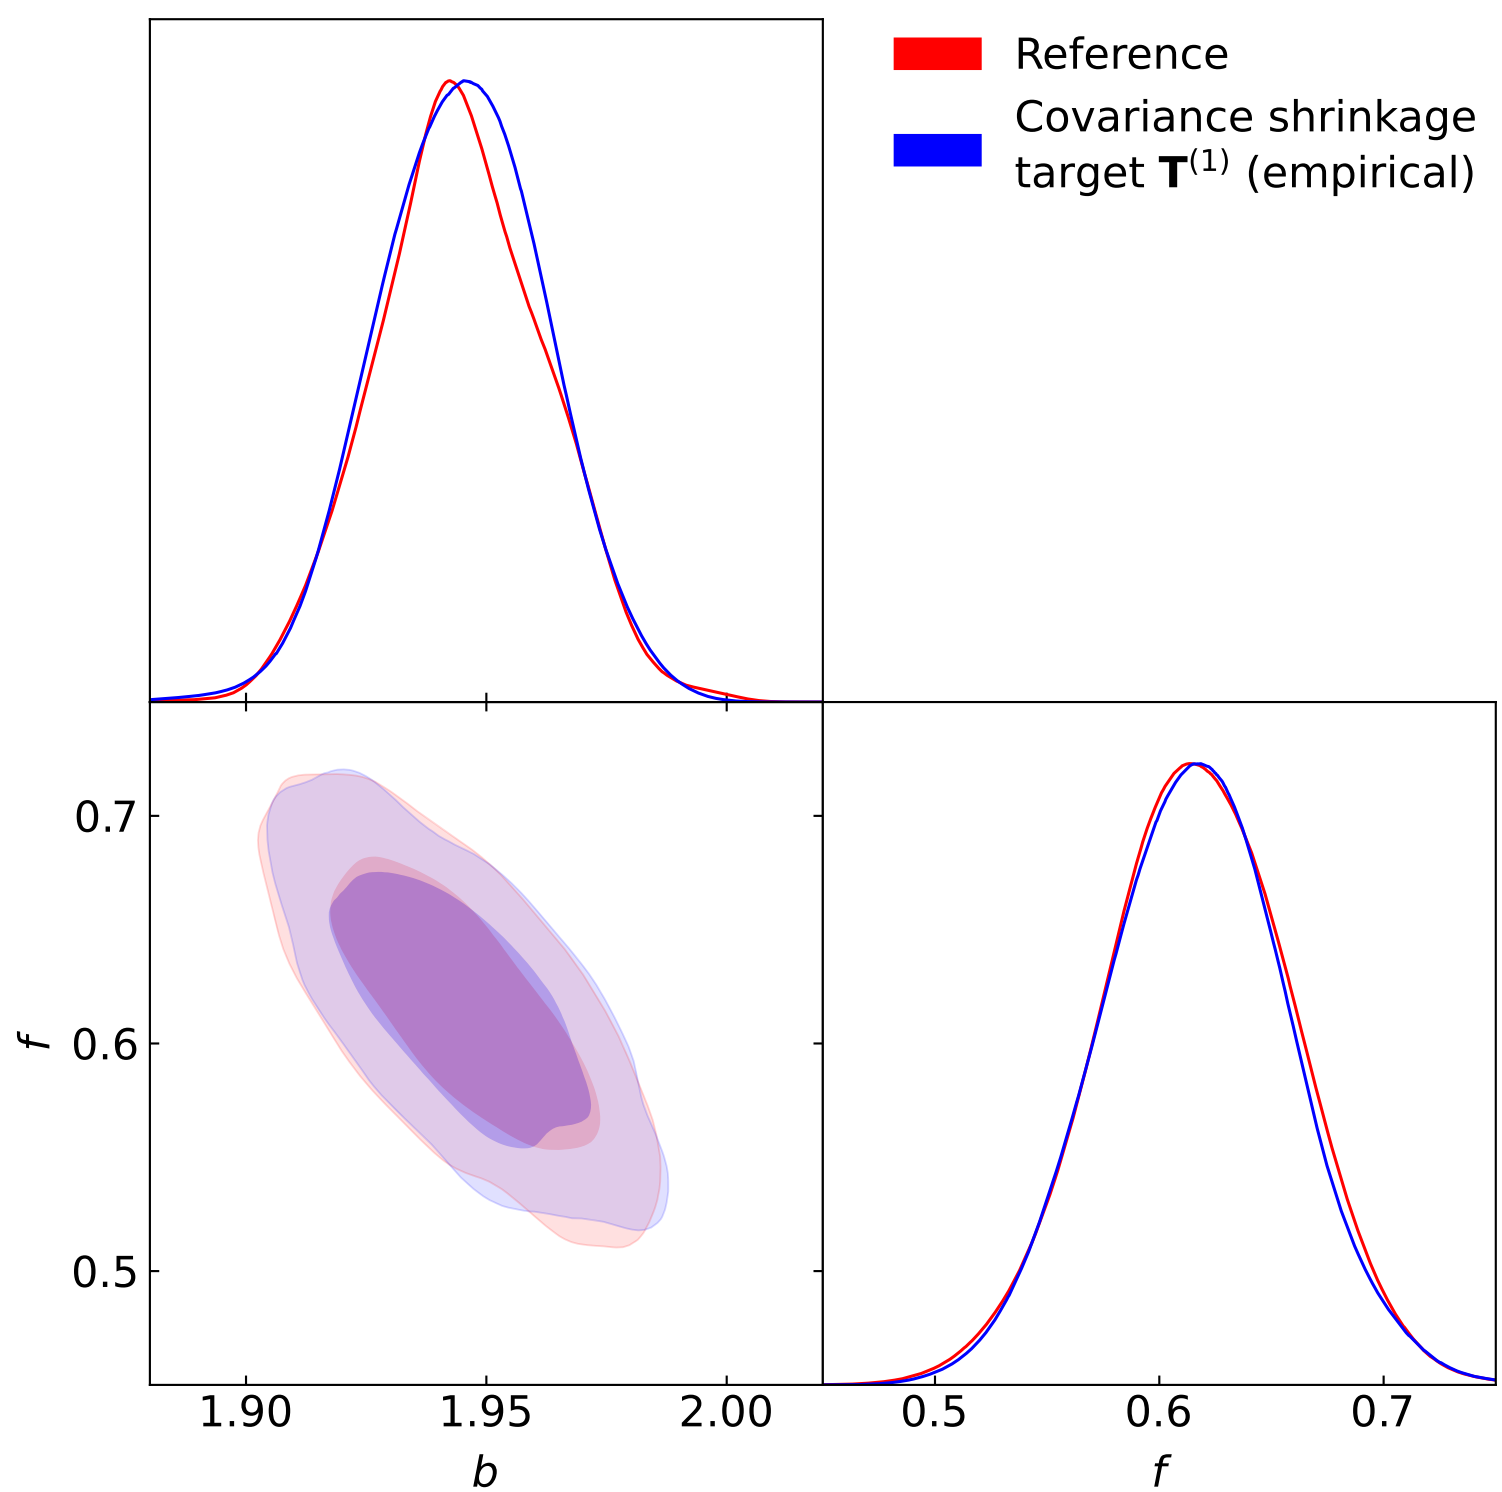 Reference
Covariance shrinkage
target T⁽¹⁾ (empirical)
0.7
0.6
0.5
f
1.90 1.95 2.00
b
0.5 0.6 0.7
f